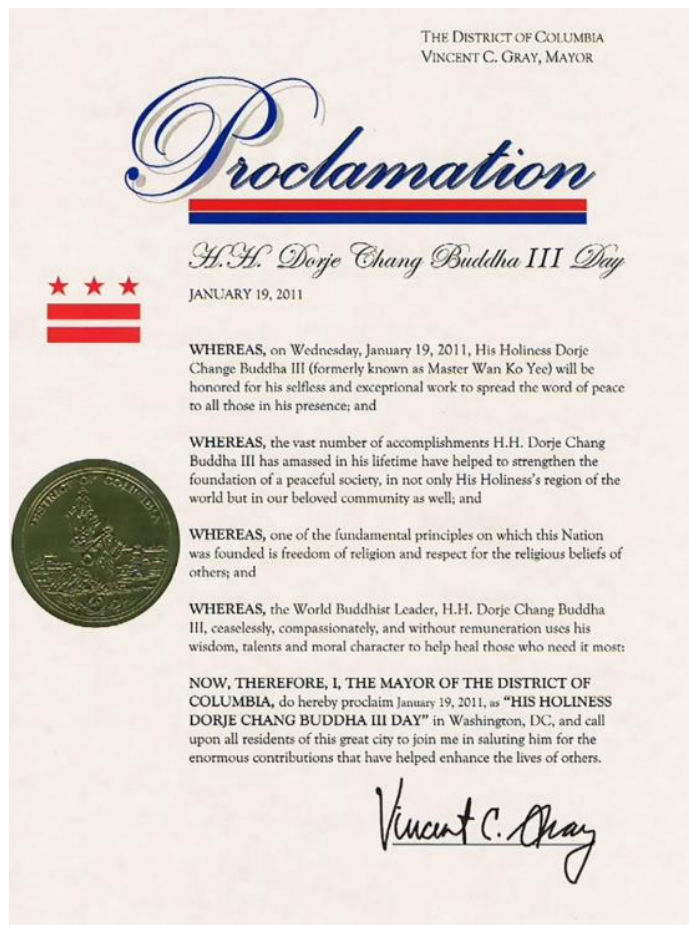 THE DISTRICT OF COLUMBIA
VINCENT C. GRAY, MAYOR
Proclamation
H.H. Dorje Chang Buddha III Day
JANUARY 19, 2011
WHEREAS, on Wednesday, January 19, 2011, His Holiness Dorje
Change Buddha III (formerly known as Master Wan Ko Yee) will be
honored for his selfless and exceptional work to spread the word of peace
to all those in his presence; and
WHEREAS, the vast number of accomplishments H.H. Dorje Chang
Buddha III has amassed in his lifetime have helped to strengthen the
foundation of a peaceful society, in not only His Holiness's region of the
world but in our beloved community as well; and
WHEREAS, one of the fundamental principles on which this Nation
was founded is freedom of religion and respect for the religious beliefs of
others; and
WHEREAS, the World Buddhist Leader, H.H. Dorje Chang Buddha
III, ceaselessly, compassionately, and without remuneration uses his
wisdom, talents and moral character to help heal those who need it most:
NOW, THEREFORE, I, THE MAYOR OF THE DISTRICT OF
COLUMBIA, do hereby proclaim January 19, 2011, as "HIS HOLINESS
DORJE CHANG BUDDHA III DAY" in Washington, DC, and call
upon all residents of this great city to join me in saluting him for the
enormous contributions that have helped enhance the lives of others.
Vincent C. Gray
DISTRICT OF COLUMBIA